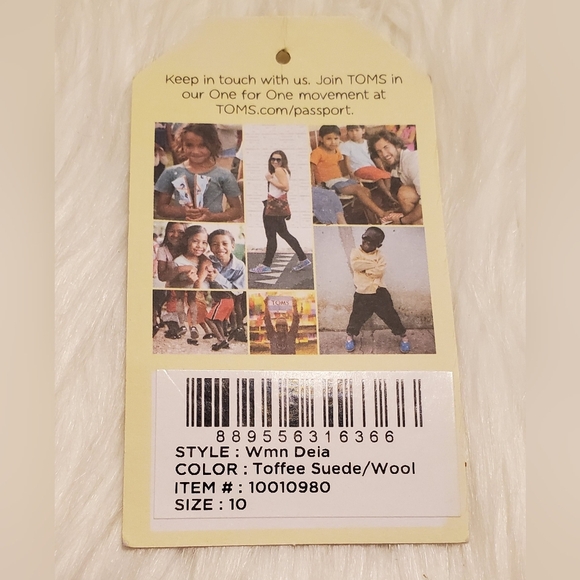 Keep in touch with us. Join TOMS in
our One for One movement at
TOMS.com/passport.
TOMS
889556316366
STYLE : Wmn Deia
COLOR : Toffee Suede/Wool
ITEM # : 10010980
SIZE : 10